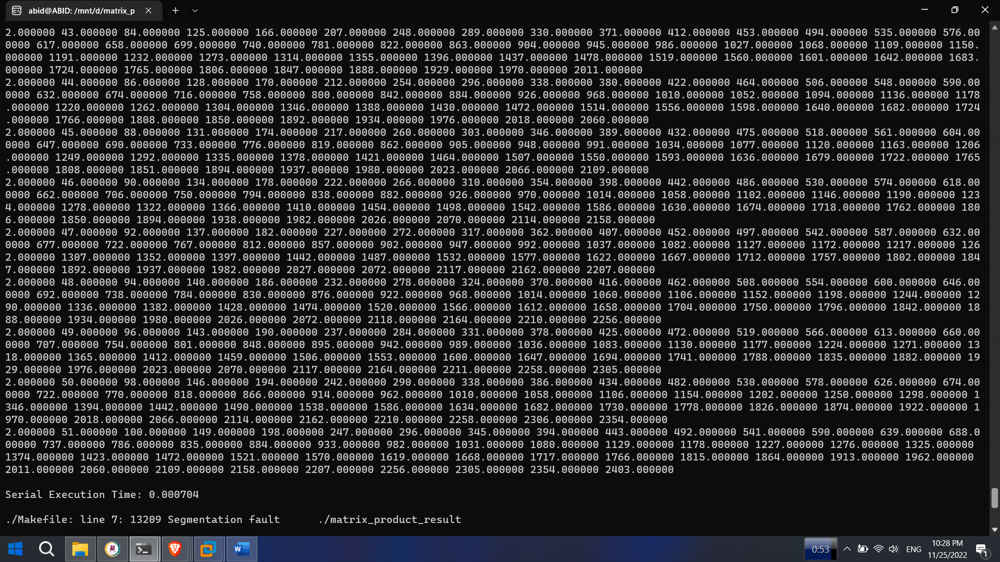 abid@ABID: /mnt/d/matrix_p
2.000000 43.000000 84.000000 125.000000 166.000000 207.000000 248.000000 289.000000 330.000000 371.000000 412.000000 453.000000 494.000000 535.000000 576.00
0000 617.000000 658.000000 699.000000 740.000000 781.000000 822.000000 863.000000 904.000000 945.000000 986.000000 1027.000000 1068.000000 1109.000000 1150.
000000 1191.000000 1232.000000 1273.000000 1314.000000 1355.000000 1396.000000 1437.000000 1478.000000 1519.000000 1560.000000 1601.000000 1642.000000 1683.
000000 1724.000000 1765.000000 1806.000000 1847.000000 1888.000000 1929.000000 1970.000000 2011.000000
2.000000 44.000000 86.000000 128.000000 170.000000 212.000000 254.000000 296.000000 338.000000 380.000000 422.000000 464.000000 506.000000 548.000000 590.00
0000 632.000000 674.000000 716.000000 758.000000 800.000000 842.000000 884.000000 926.000000 968.000000 1010.000000 1052.000000 1094.000000 1136.000000 1178
.000000 1220.000000 1262.000000 1304.000000 1346.000000 1388.000000 1430.000000 1472.000000 1514.000000 1556.000000 1598.000000 1640.000000 1682.000000 1724
.000000 1766.000000 1808.000000 1850.000000 1892.000000 1934.000000 1976.000000 2018.000000 2060.000000
2.000000 45.000000 88.000000 131.000000 174.000000 217.000000 260.000000 303.000000 346.000000 389.000000 432.000000 475.000000 518.000000 561.000000 604.00
0000 647.000000 690.000000 733.000000 776.000000 819.000000 862.000000 905.000000 948.000000 991.000000 1034.000000 1077.000000 1120.000000 1163.000000 1206
.000000 1249.000000 1292.000000 1335.000000 1378.000000 1421.000000 1464.000000 1507.000000 1550.000000 1593.000000 1636.000000 1679.000000 1722.000000 1765
.000000 1808.000000 1851.000000 1894.000000 1937.000000 1980.000000 2023.000000 2066.000000 2109.000000
2.000000 46.000000 90.000000 134.000000 178.000000 222.000000 266.000000 310.000000 354.000000 398.000000 442.000000 486.000000 530.000000 574.000000 618.00
0000 662.000000 706.000000 750.000000 794.000000 838.000000 882.000000 926.000000 970.000000 1014.000000 1058.000000 1102.000000 1146.000000 1190.000000 123
4.000000 1278.000000 1322.000000 1366.000000 1410.000000 1454.000000 1498.000000 1542.000000 1586.000000 1630.000000 1674.000000 1718.000000 1762.000000 180
6.000000 1850.000000 1894.000000 1938.000000 1982.000000 2026.000000 2070.000000 2114.000000 2158.000000
2.000000 47.000000 92.000000 137.000000 182.000000 227.000000 272.000000 317.000000 362.000000 407.000000 452.000000 497.000000 542.000000 587.000000 632.00
0000 677.000000 722.000000 767.000000 812.000000 857.000000 902.000000 947.000000 992.000000 1037.000000 1082.000000 1127.000000 1172.000000 1217.000000 126
2.000000 1307.000000 1352.000000 1397.000000 1442.000000 1487.000000 1532.000000 1577.000000 1622.000000 1667.000000 1712.000000 1757.000000 1802.000000 184
7.000000 1892.000000 1937.000000 1982.000000 2027.000000 2072.000000 2117.000000 2162.000000 2207.000000
2.000000 48.000000 94.000000 140.000000 186.000000 232.000000 278.000000 324.000000 370.000000 416.000000 462.000000 508.000000 554.000000 600.000000 646.00
0000 692.000000 738.000000 784.000000 830.000000 876.000000 922.000000 968.000000 1014.000000 1060.000000 1106.000000 1152.000000 1198.000000 1244.000000 12
90.000000 1336.000000 1382.000000 1428.000000 1474.000000 1520.000000 1566.000000 1612.000000 1658.000000 1704.000000 1750.000000 1796.000000 1842.000000 18
88.000000 1934.000000 1980.000000 2026.000000 2072.000000 2118.000000 2164.000000 2210.000000 2256.000000
2.000000 49.000000 96.000000 143.000000 190.000000 237.000000 284.000000 331.000000 378.000000 425.000000 472.000000 519.000000 566.000000 613.000000 660.00
0000 707.000000 754.000000 801.000000 848.000000 895.000000 942.000000 989.000000 1036.000000 1083.000000 1130.000000 1177.000000 1224.000000 1271.000000 13
18.000000 1365.000000 1412.000000 1459.000000 1506.000000 1553.000000 1600.000000 1647.000000 1694.000000 1741.000000 1788.000000 1835.000000 1882.000000 19
29.000000 1976.000000 2023.000000 2070.000000 2117.000000 2164.000000 2211.000000 2258.000000 2305.000000
2.000000 50.000000 98.000000 146.000000 194.000000 242.000000 290.000000 338.000000 386.000000 434.000000 482.000000 530.000000 578.000000 626.000000 674.00
0000 722.000000 770.000000 818.000000 866.000000 914.000000 962.000000 1010.000000 1058.000000 1106.000000 1154.000000 1202.000000 1250.000000 1298.000000 1
346.000000 1394.000000 1442.000000 1490.000000 1538.000000 1586.000000 1634.000000 1682.000000 1730.000000 1778.000000 1826.000000 1874.000000 1922.000000 1
970.000000 2018.000000 2066.000000 2114.000000 2162.000000 2210.000000 2258.000000 2306.000000 2354.000000
2.000000 51.000000 100.000000 149.000000 198.000000 247.000000 296.000000 345.000000 394.000000 443.000000 492.000000 541.000000 590.000000 639.000000 688.0
00000 737.000000 786.000000 835.000000 884.000000 933.000000 982.000000 1031.000000 1080.000000 1129.000000 1178.000000 1227.000000 1276.000000 1325.000000
1374.000000 1423.000000 1472.000000 1521.000000 1570.000000 1619.000000 1668.000000 1717.000000 1766.000000 1815.000000 1864.000000 1913.000000 1962.000000
2011.000000 2060.000000 2109.000000 2158.000000 2207.000000 2256.000000 2305.000000 2354.000000 2403.000000
Serial Execution Time: 0.000704
./Makefile: line 7: 13209 Segmentation fault      ./matrix_product_result
0:53
ENG
10:28 PM
11/25/2022
1